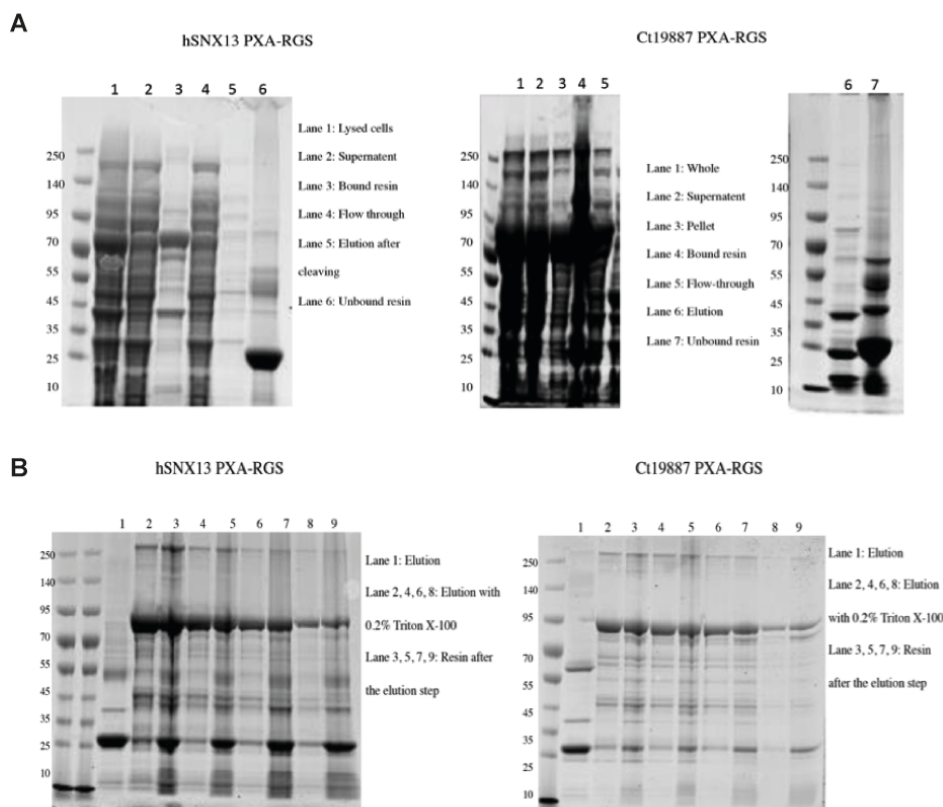 A
hSNX13 PXA-RGS
1 2 3 4 5 6
250
140
95
70
55
45
35
25
10
Lane 1: Lysed cells
Lane 2: Supernatent
Lane 3: Bound resin
Lane 4: Flow through
Lane 5: Elution after
cleaving
Lane 6: Unbound resin
Ct19887 PXA-RGS
1 2 3 4 5
250
140
95
70
55
45
35
25
10
Lane 1: Whole
Lane 2: Supernatent
Lane 3: Pellet
Lane 4: Bound resin
Lane 5: Flow-through
Lane 6: Elution
Lane 7: Unbound resin
6 7
250
140
95
70
55
45
35
25
10
B
hSNX13 PXA-RGS
1 2 3 4 5 6 7 8 9
250
140
95
70
55
45
35
25
10
Lane 1: Elution
Lane 2, 4, 6, 8: Elution with
0.2% Triton X-100
Lane 3, 5, 7, 9: Resin after
the elution step
Ct19887 PXA-RGS
1 2 3 4 5 6 7 8 9
250
140
95
70
55
45
35
25
10
Lane 1: Elution
Lane 2, 4, 6, 8: Elution
with 0.2% Triton X-100
Lane 3, 5, 7, 9: Resin
after the elution step